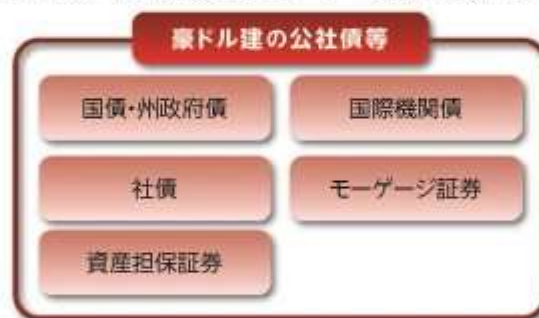 豪ドル建の公社債等
国債・州政府債
国際機関債
社債
モーゲージ証券
資産担保証券